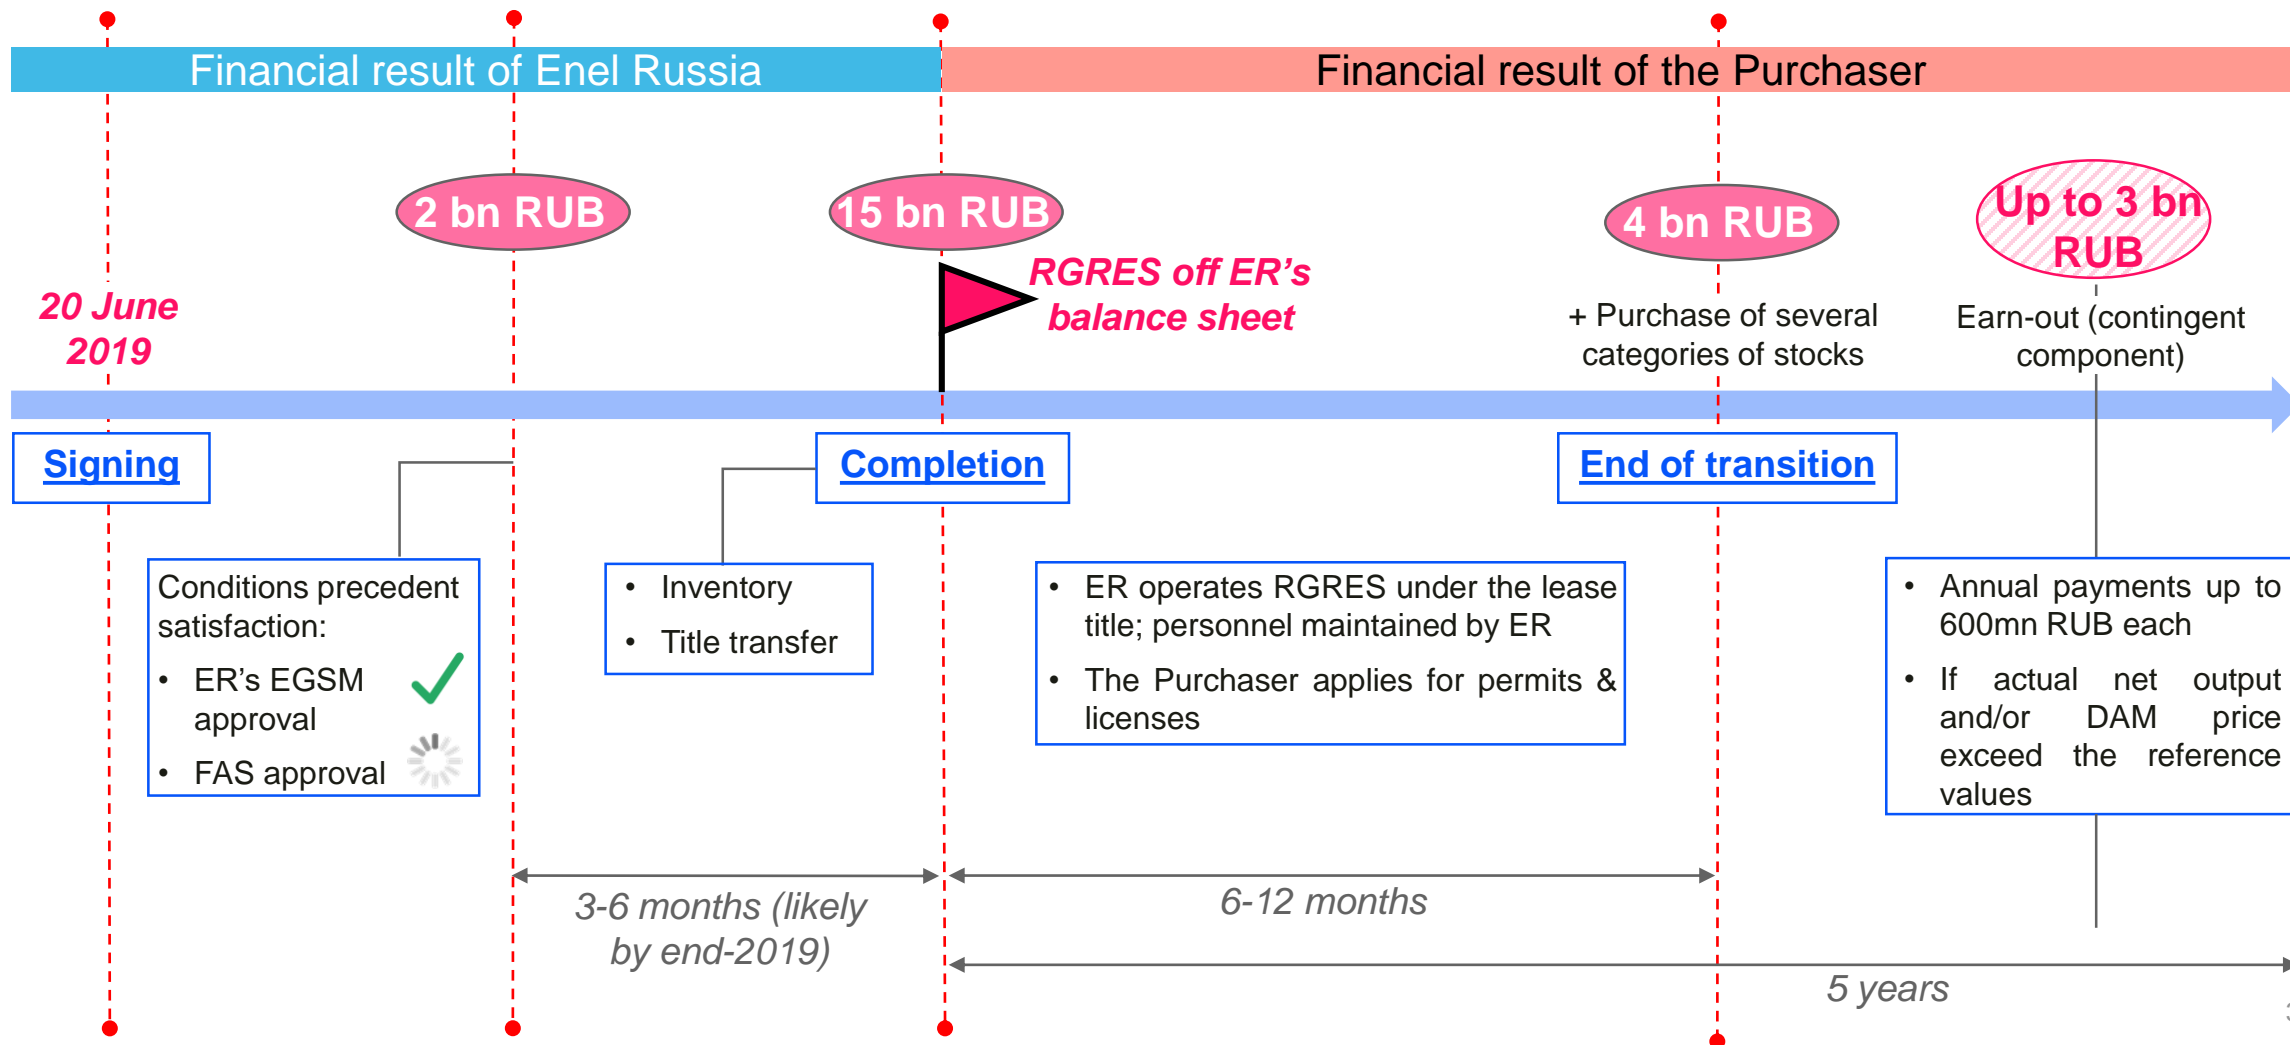 Financial result of Enel Russia
Financial result of the Purchaser
2 bn RUB
15 bn RUB
4 bn RUB
Up to 3 bn
RUB
20 June
2019
RGRES off ER's
balance sheet
+ Purchase of several
categories of stocks
Earn-out (contingent
component)
Signing
Completion
End of transition
Conditions precedent
satisfaction:
• ER's EGSM
approval
• FAS approval
• Inventory
• Title transfer
• ER operates RGRES under the lease
title; personnel maintained by ER
• The Purchaser applies for permits &
licenses
• Annual payments up to
600mn RUB each
• If actual net output
and/or DAM price
exceed the reference
values
3-6 months (likely
by end-2019)
6-12 months
5 years